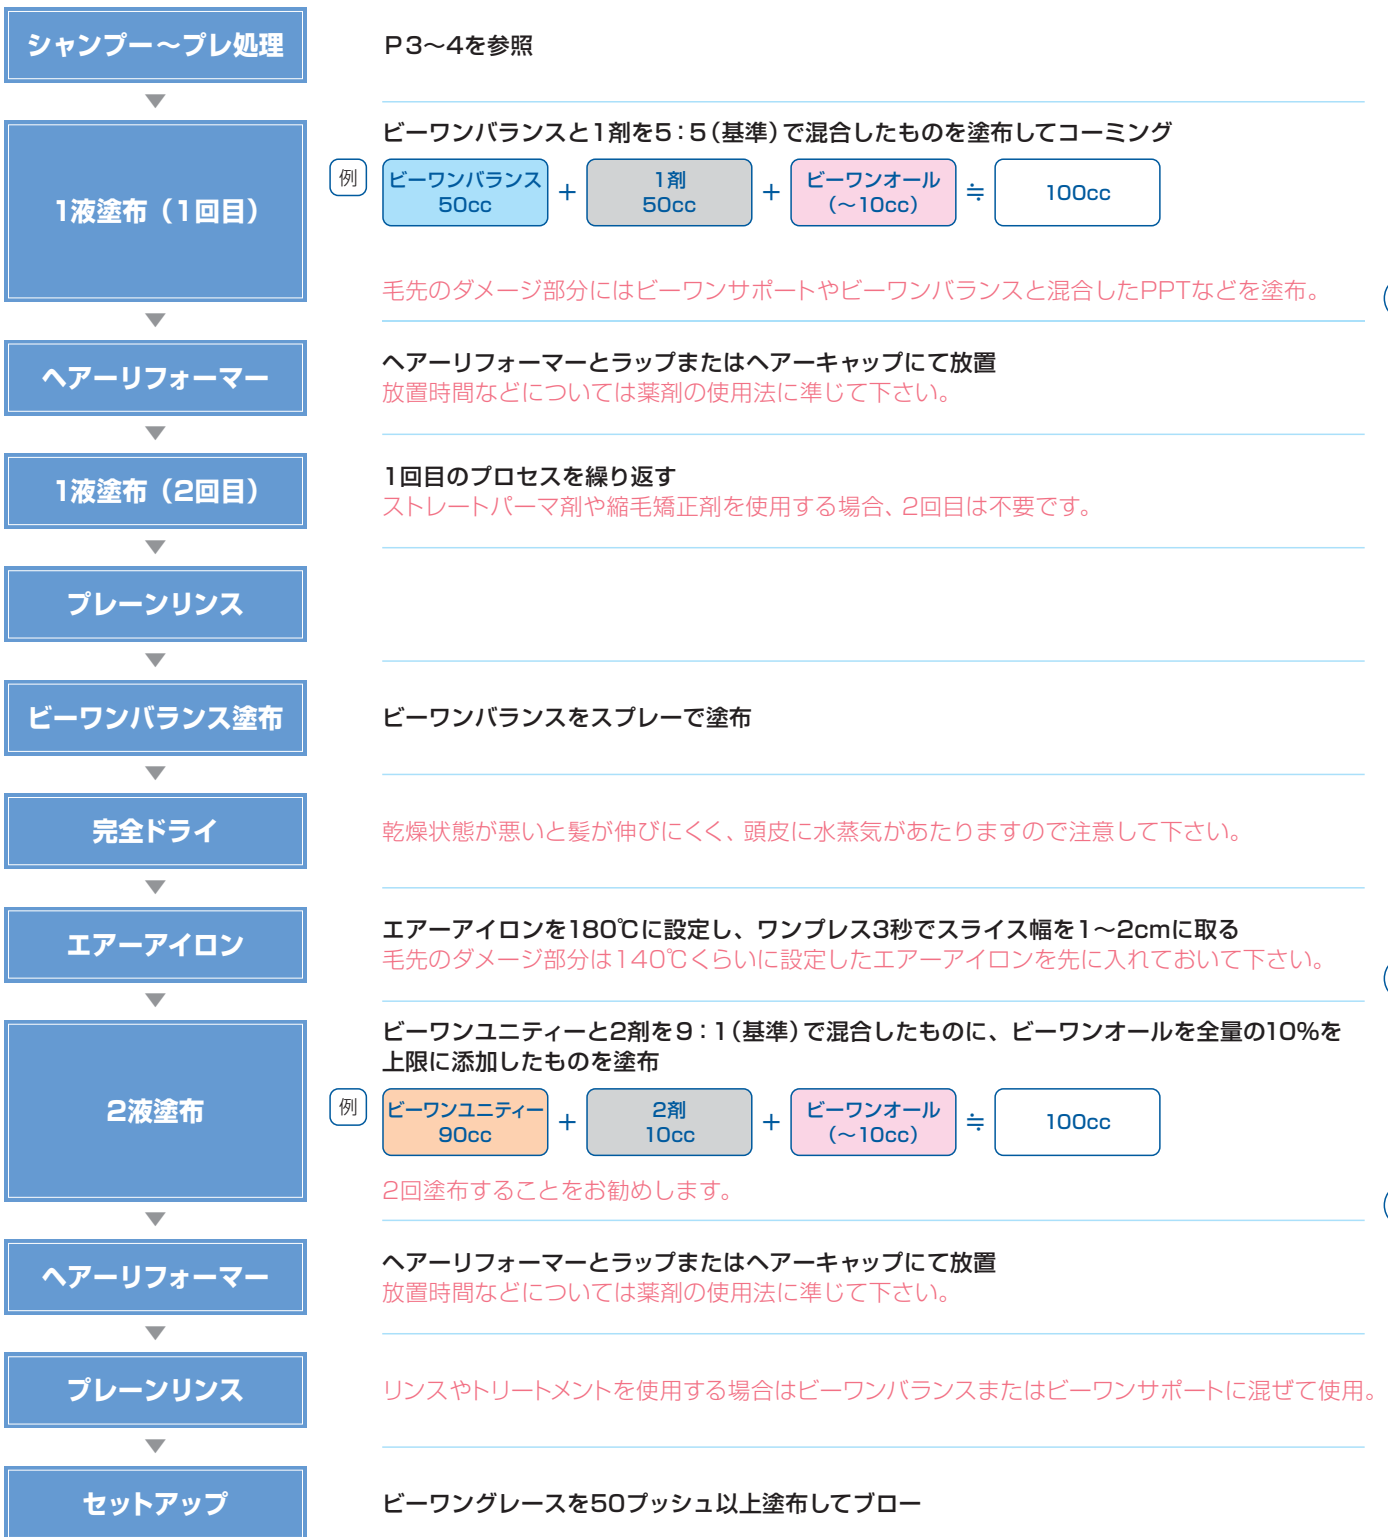 シャンプー～プレ処理
P3～4を参照
1液塗布（1回目）
ビーワンバランスと1剤を5：5（基準）で混合したものを塗布してコーミング
例
ビーワンバランス
50cc
＋
1剤
50cc
＋
ビーワンオール
（～10cc）
≒
100cc
毛先のダメージ部分にはビーワンサポートやビーワンバランスと混合したPPTなどを塗布。
ヘアーリフォーマー
ヘアーリフォーマーとラップまたはヘアーキャップにて放置
放置時間などについては薬剤の使用法に準じて下さい。
1液塗布（2回目）
1回目のプロセスを繰り返す
ストレートパーマ剤や縮毛矯正剤を使用する場合、2回目は不要です。
プレーンリンス
ビーワンバランス塗布
ビーワンバランスをスプレーで塗布
完全ドライ
乾燥状態が悪いと髪が伸びにくく、頭皮に水蒸気があたりますので注意して下さい。
エアーアイロン
エアーアイロンを180℃に設定し、ワンプレス3秒でスライス幅を1～2cmに取る
毛先のダメージ部分は140℃くらいに設定したエアーアイロンを先に入れておいて下さい。
2液塗布
ビーワンユニティーと2剤を9：1（基準）で混合したものに、ビーワンオールを全量の10%を
上限に添加したものを塗布
例
ビーワンユニティー
90cc
＋
2剤
10cc
＋
ビーワンオール
（～10cc）
≒
100cc
2回塗布することをお勧めします。
ヘアーリフォーマー
ヘアーリフォーマーとラップまたはヘアーキャップにて放置
放置時間などについては薬剤の使用法に準じて下さい。
プレーンリンス
リンスやトリートメントを使用する場合はビーワンバランスまたはビーワンサポートに混ぜて使用。
セットアップ
ビーワングレースを50プッシュ以上塗布してブロー